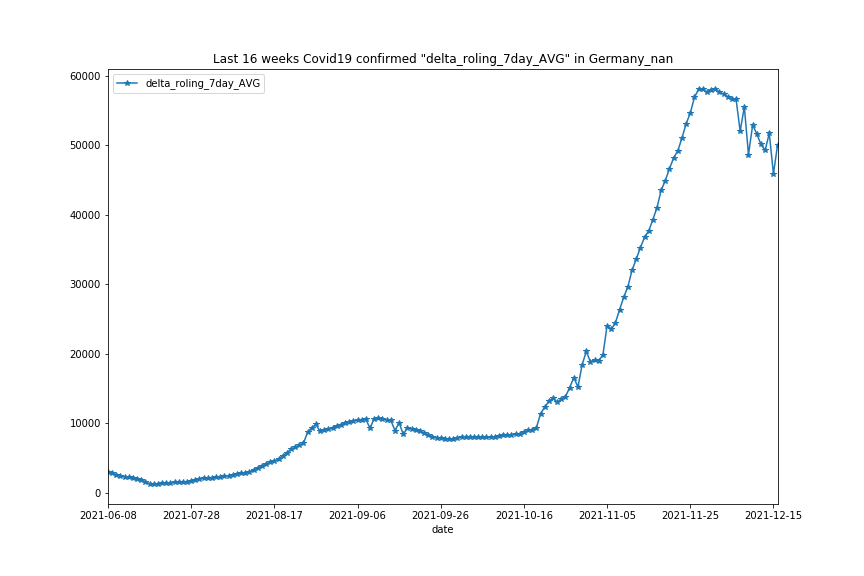 Last 16 weeks Covid19 confirmed "delta_roling_7day_AVG" in Germany_nan
delta_roling_7day_AVG
60000
50000
40000
30000
20000
10000
0
2021-06-08 2021-07-28 2021-08-17 2021-09-06 2021-09-26 2021-10-16 2021-11-05 2021-11-25 2021-12-15
date